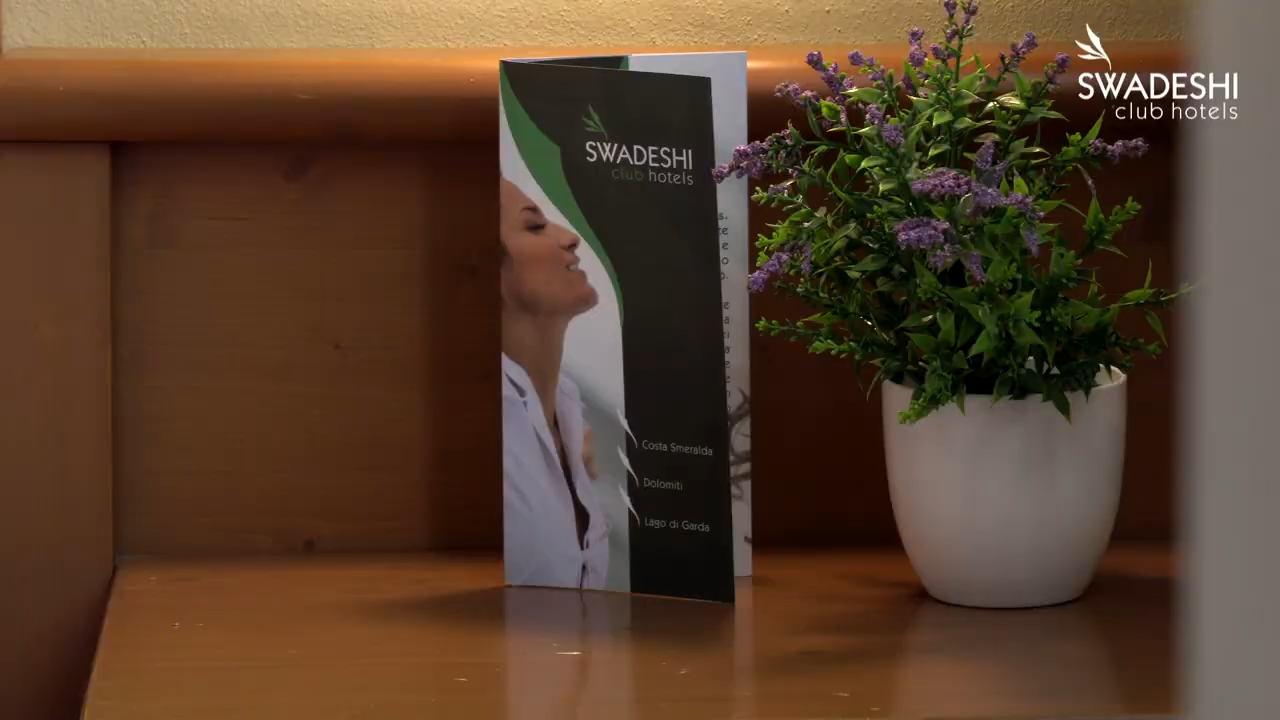 SWADESHI
club hotels
SWADESHI
club hotels
Costa Smeralda
Dolomiti
Lago di Garda